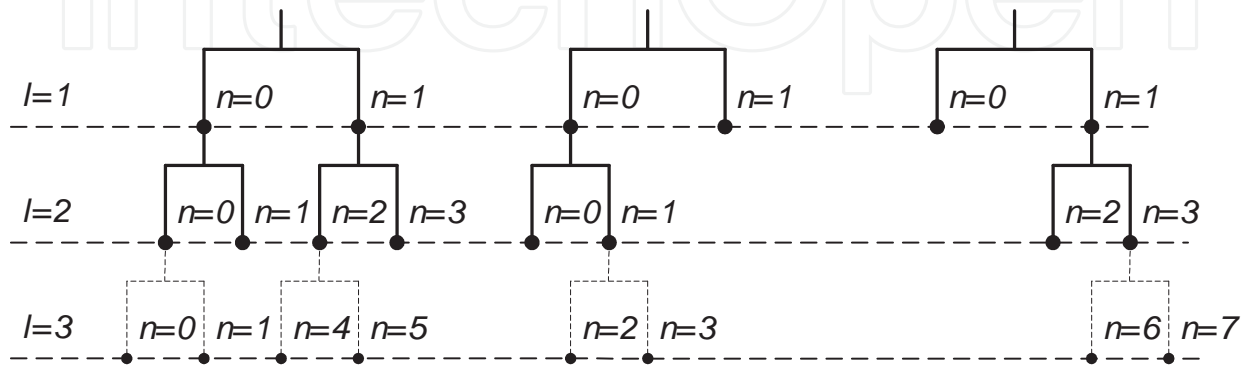 IntechOpen
l=1 n=0 n=1 n=0 n=1 n=0 n=1
l=2 n=0 n=1 n=2 n=3 n=0 n=1 n=2 n=3
l=3 n=0 n=1 n=4 n=5 n=2 n=3 n=6 n=7